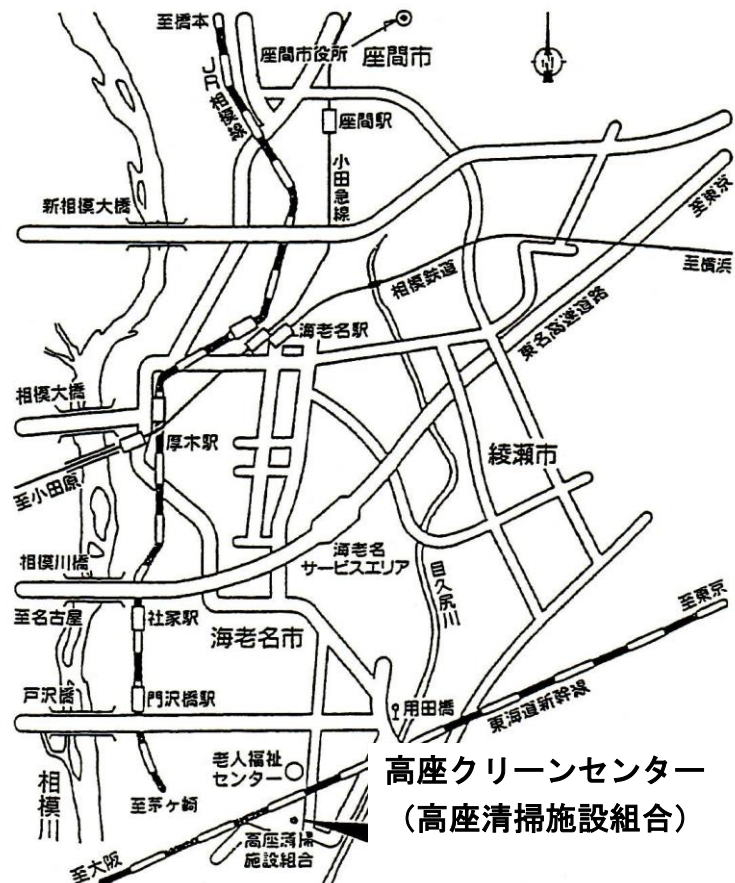 至橋本
座間市役所
座間市
JR相模線
座間駅
小田急線
新相模大橋
至東京
至横浜
相模鉄道
海老名駅
東名高速道路
相模大橋
厚木駅
綾瀬市
至小田原
海老名
サービスエリア
相模川橋
目久尻川
至名古屋
社家駅
海老名市
至東京
戸沢橋
門沢橋駅
用田橋
東海道新幹線
老人福祉
センター
相模川
至茅ヶ崎
高座クリーンセンター
（高座清掃施設組合）
高座清掃
施設組合
至大阪